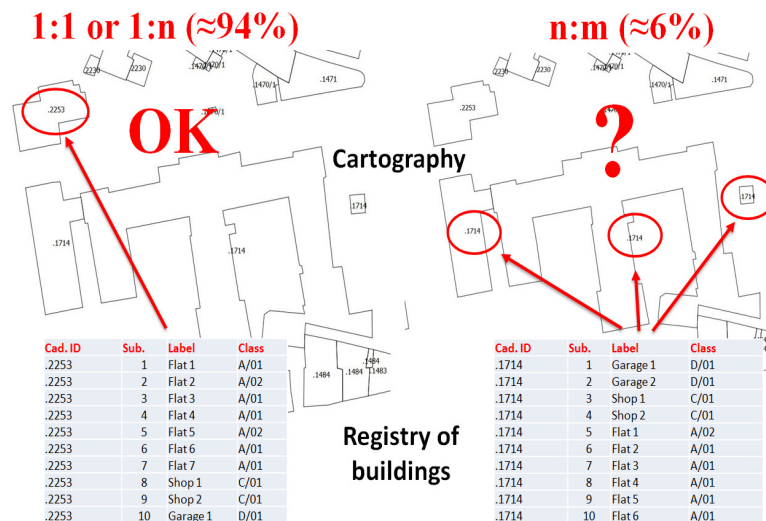 1:1 or 1:n (≈94%)
n:m (≈6%)
.2230
.2230
.1471
.2253
OK
?
Cartography
.1714
.1714
.1714
.1484
.1484
.1483
.2230
.2230
.1470/1
.1471
.2253
.1714
.1714
.1714
Cad. ID Sub. Label Class
.2253 1 Flat 1 A/01
.2253 2 Flat 2 A/02
.2253 3 Flat 3 A/01
.2253 4 Flat 4 A/01
.2253 5 Flat 5 A/02
.2253 6 Flat 6 A/01
.2253 7 Flat 7 A/01
.2253 8 Shop 1 C/01
.2253 9 Shop 2 C/01
.2253 10 Garage 1 D/01
Registry of
buildings
Cad. ID Sub. Label Class
.1714 1 Garage 1 D/01
.1714 2 Garage 2 D/01
.1714 3 Shop 1 C/01
.1714 4 Shop 2 C/01
.1714 5 Flat 1 A/02
.1714 6 Flat 2 A/01
.1714 7 Flat 3 A/01
.1714 8 Flat 4 A/01
.1714 9 Flat 5 A/01
.1714 10 Flat 6 A/01